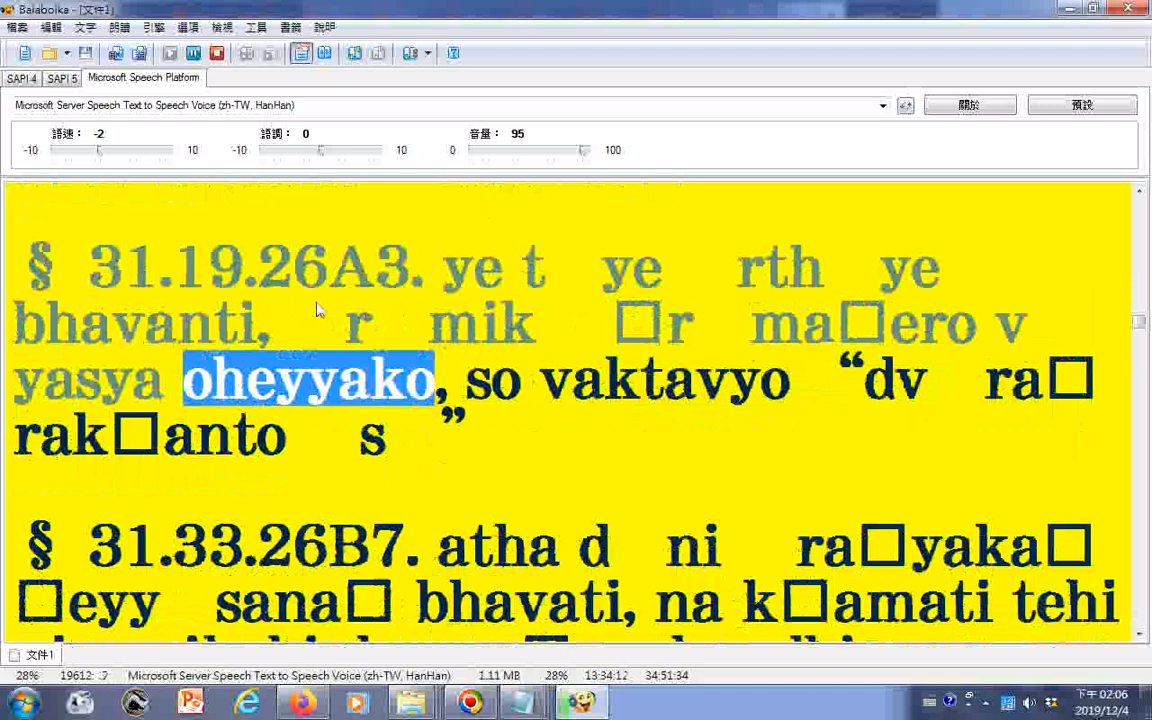 Balabolka - [文件1]
檔案 編輯 文字 朗讀 引擎 選項 檢視 工具 書籤 說明
SAPI 4 SAPI 5 Microsoft Speech Platform
Microsoft Server Speech Text to Speech Voice (zh-TW, HanHan) 關於 預設
語速： -2 語調： 0 音量： 95
-10 10 -10 10 0 100
§ 31.19.26A3. ye t ye rth ye
bhavanti, r mik □r ma□ero v
yasya oheyyako, so vaktavyo “dv ra□
rak□anto s ”
§ 31.33.26B7. atha d ni ra□yaka□
□eyy sana□ bhavati, na k□amati tehi
文件1
28% Microsoft Server Speech Text to Speech Voice (zh-TW, HanHan) 1.11 MB 28% 13:34:12 34:51:34
下午 02:06
2019/12/4